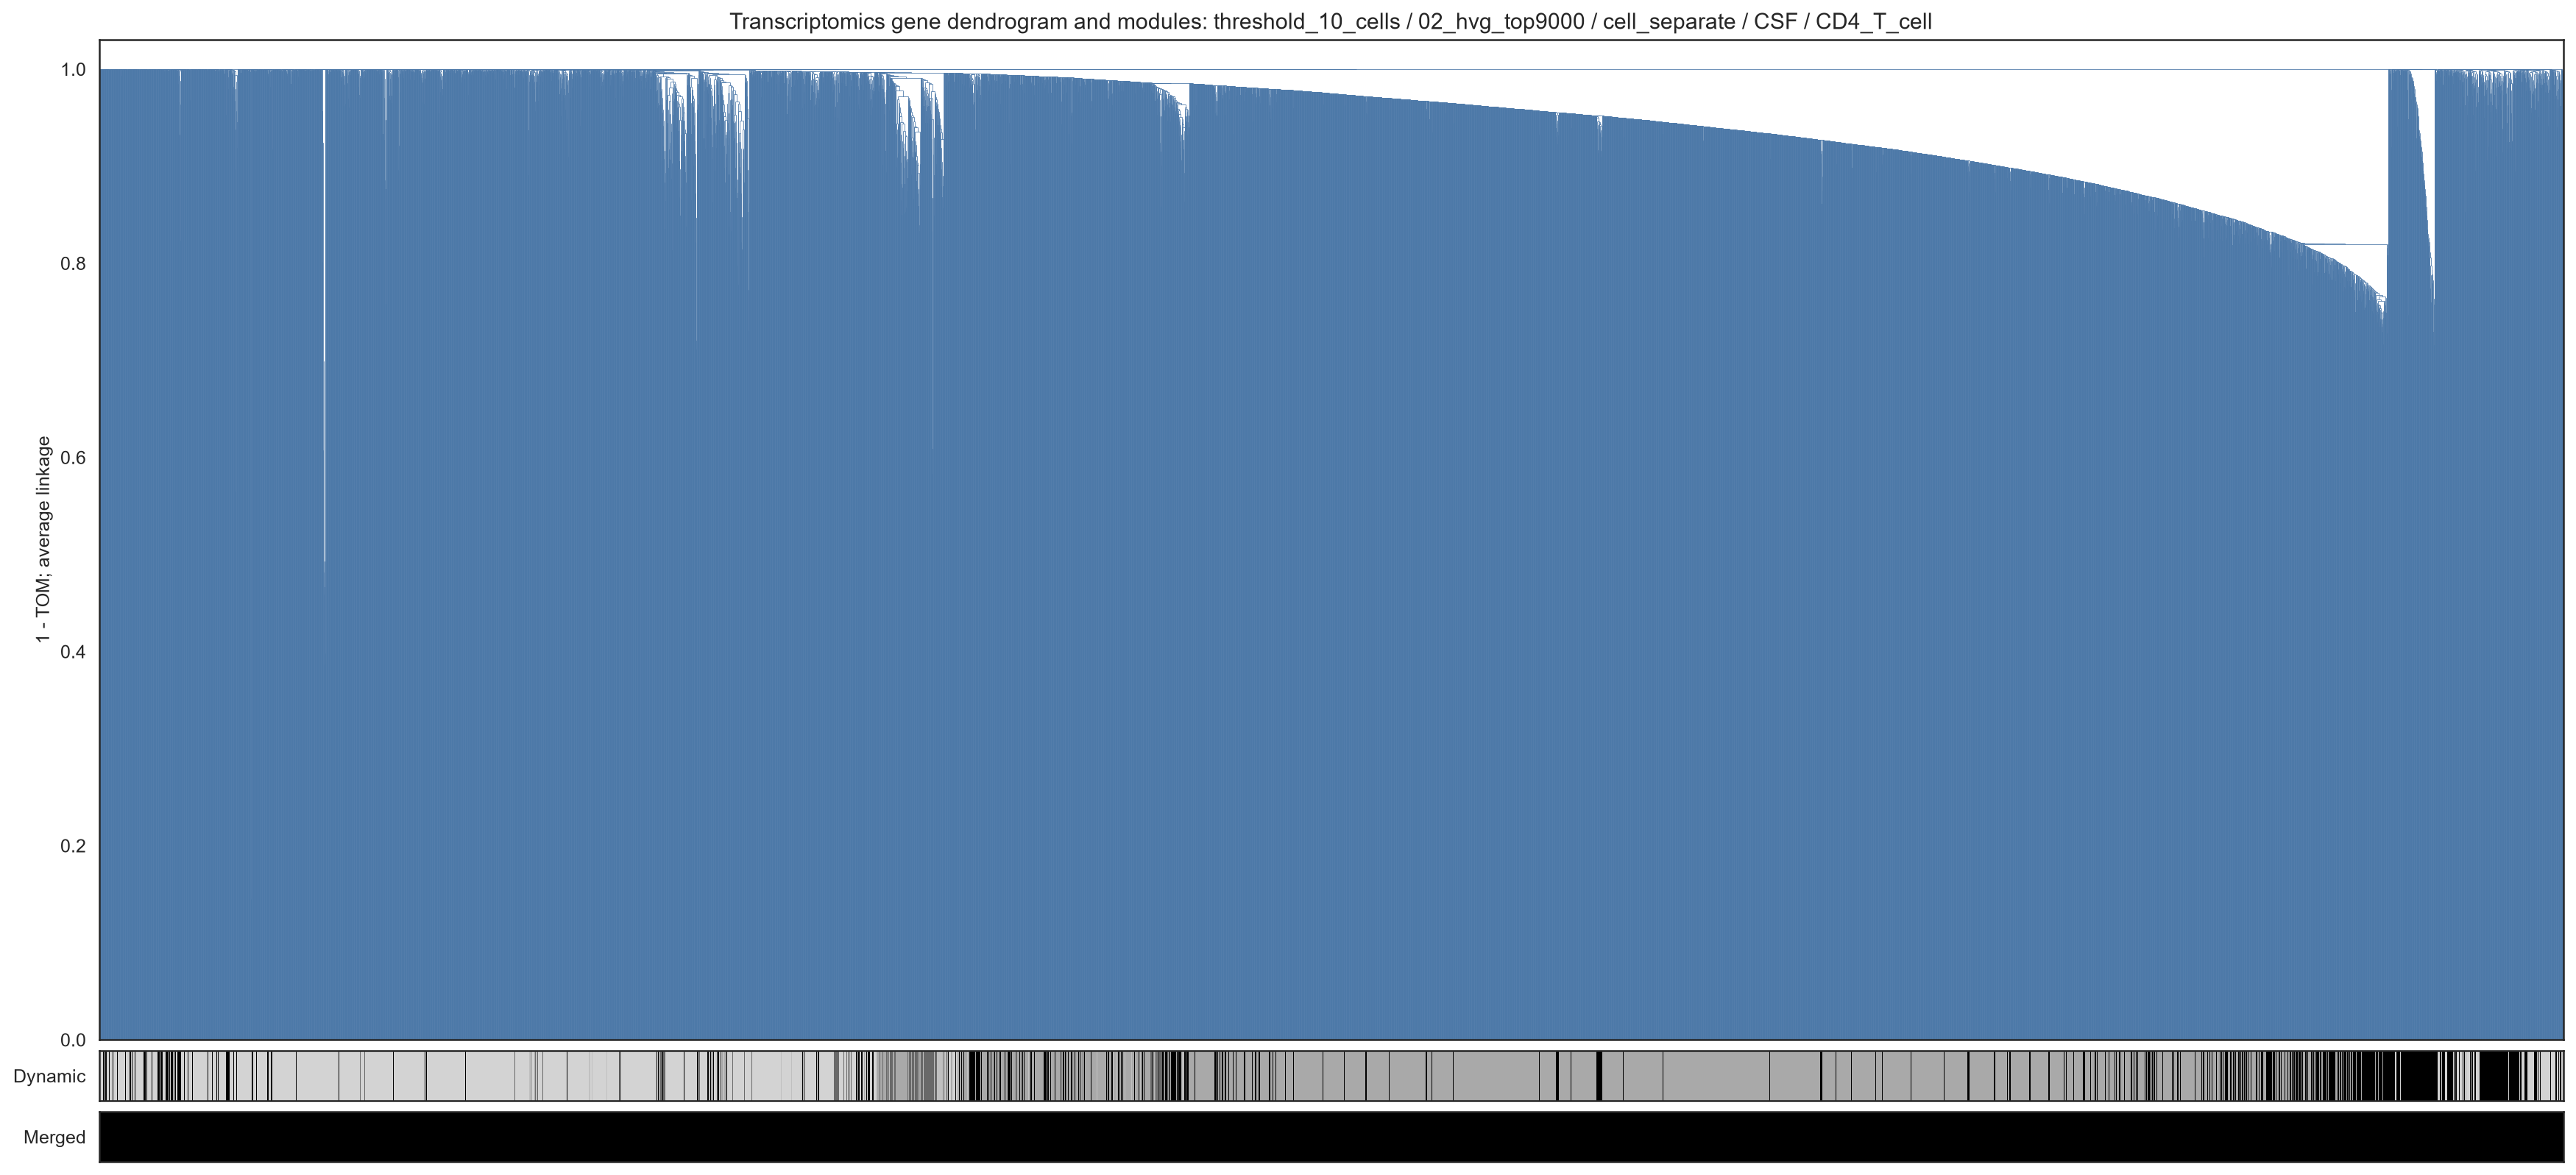 Transcriptomics gene dendrogram and modules: threshold_10_cells / 02_hvg_top9000 / cell_separate / CSF / CD4_T_cell
1.0
0.8
0.6
0.4
0.2
0.0
1 - TOM; average linkage
Dynamic
Merged